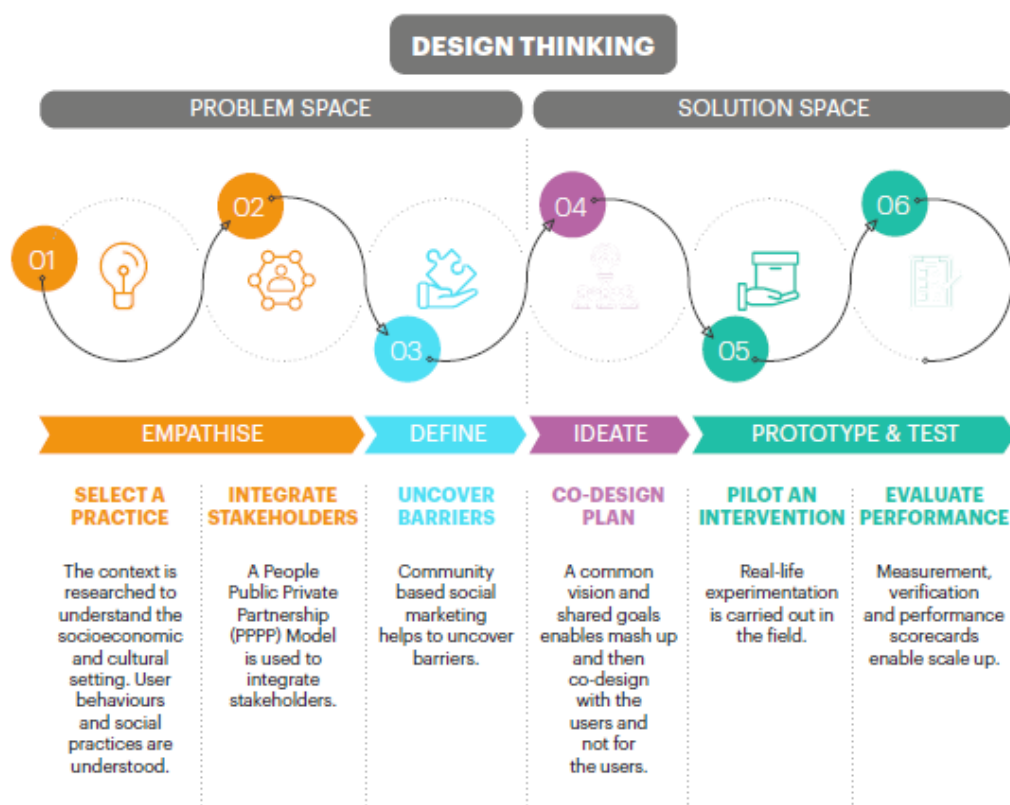 DESIGN THINKING
PROBLEM SPACE
SOLUTION SPACE
01
02
03
04
05
06
EMPATHISE
DEFINE
IDEATE
PROTOTYPE & TEST
SELECT A
PRACTICE
The context is
researched to
understand the
socioeconomic
and cultural
setting. User
behaviours
and social
practices are
understood.
INTEGRATE
STAKEHOLDERS
A People
Public Private
Partnership
(PPPP) Model
is used to
integrate
stakeholders.
UNCOVER
BARRIERS
Community
based social
marketing
helps to uncover
barriers.
CO-DESIGN
PLAN
A common
vision and
shared goals
enables mash up
and then
co-design
with the
users and
not for
the users.
PILOT AN
INTERVENTION
Real-life
experimentation
is carried out in
the field.
EVALUATE
PERFORMANCE
Measurement,
verification
and performance
scorecards
enable scale up.